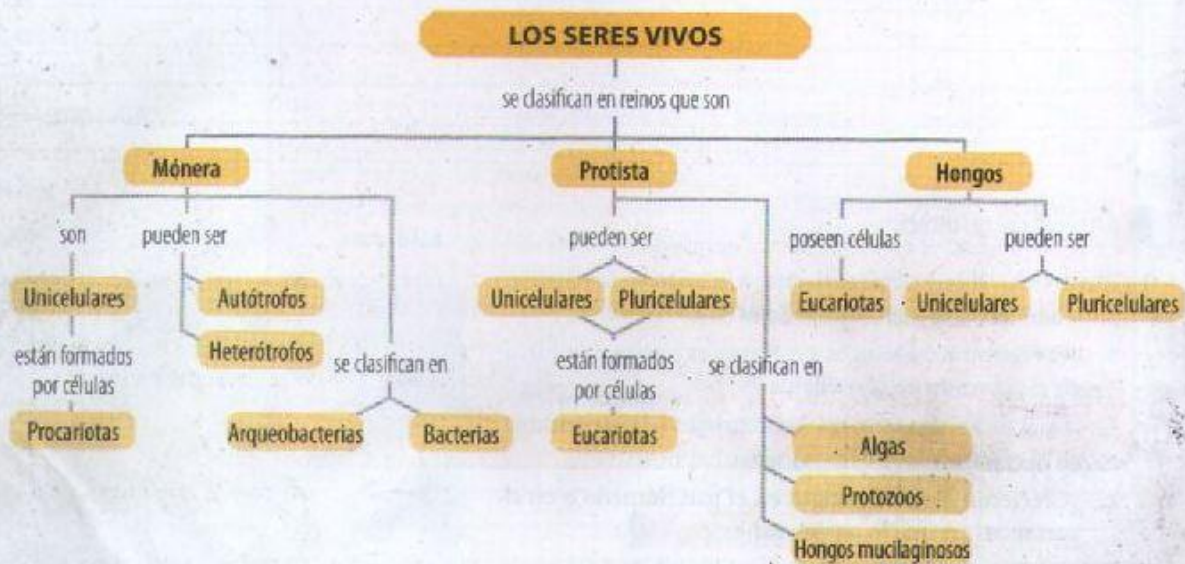 LOS SERES VIVOS
se clasifican en reinos que son
Mónera
Protista
Hongos
son
pueden ser
pueden ser
poseen células
pueden ser
Unicelulares
Autótrofos
Unicelulares
Pluricelulares
Eucariotas
Unicelulares
Pluricelulares
están formados
por células
Heterótrofos
se clasifican en
están formados
por células
se clasifican en
Procariotas
Arqueobacterias
Bacterias
Eucariotas
Algas
Protozoos
Hongos mucilaginosos